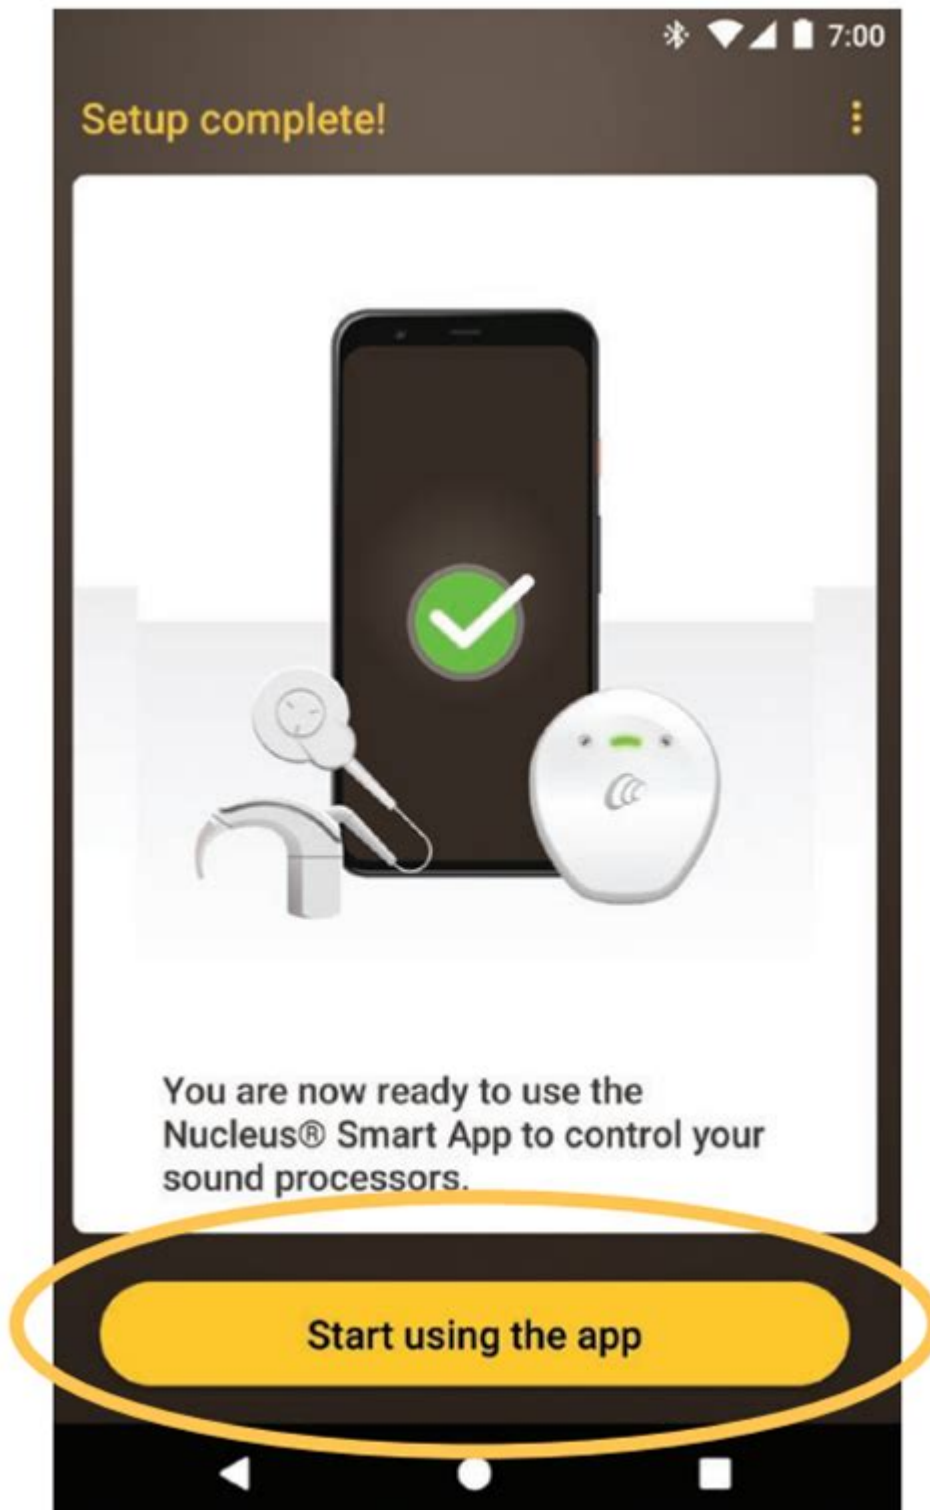 7:00
Setup complete!
You are now ready to use the
Nucleus® Smart App to control your
sound processors.
Start using the app